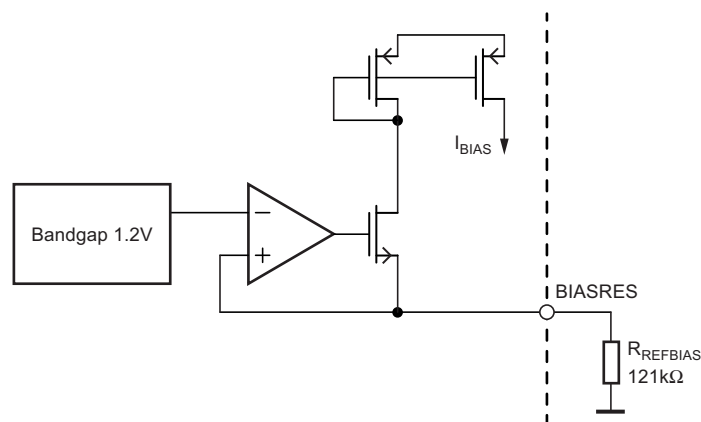 I_BIAS
Bandgap 1.2V
−
+
BIASRES
R_REFBIAS
121kΩ